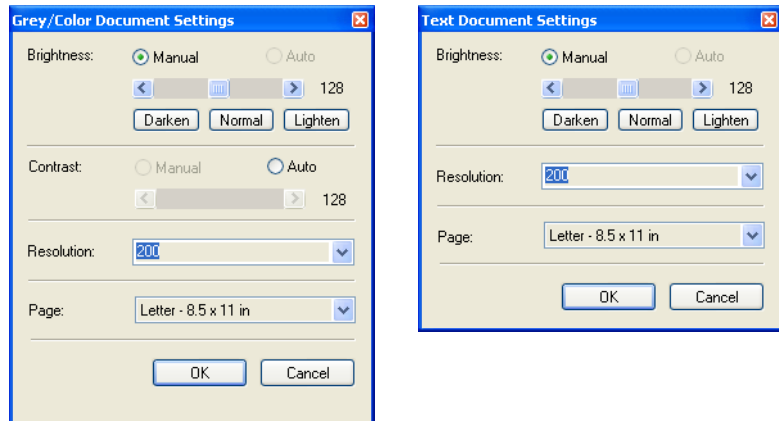 Grey/Color Document Settings
Brightness: Manual Auto
128
Darken Normal Lighten
Contrast: Manual Auto
128
Resolution: 200
Page: Letter - 8.5 x 11 in
OK Cancel
Text Document Settings
Brightness: Manual Auto
128
Darken Normal Lighten
Resolution: 200
Page: Letter - 8.5 x 11 in
OK Cancel